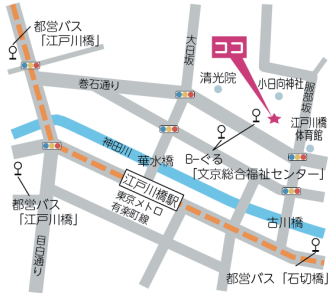 都営バス
「江戸川橋」
大日坂
ココ
清光院
小日向神社
服部坂
巻石通り
江戸川橋
体育館
神田川
華水橋
B-ぐる
「文京総合福祉センター」
江戸川橋駅
東京メトロ
有楽町線
都営バス
「江戸川橋」
目白通り
古川橋
都営バス「石切橋」